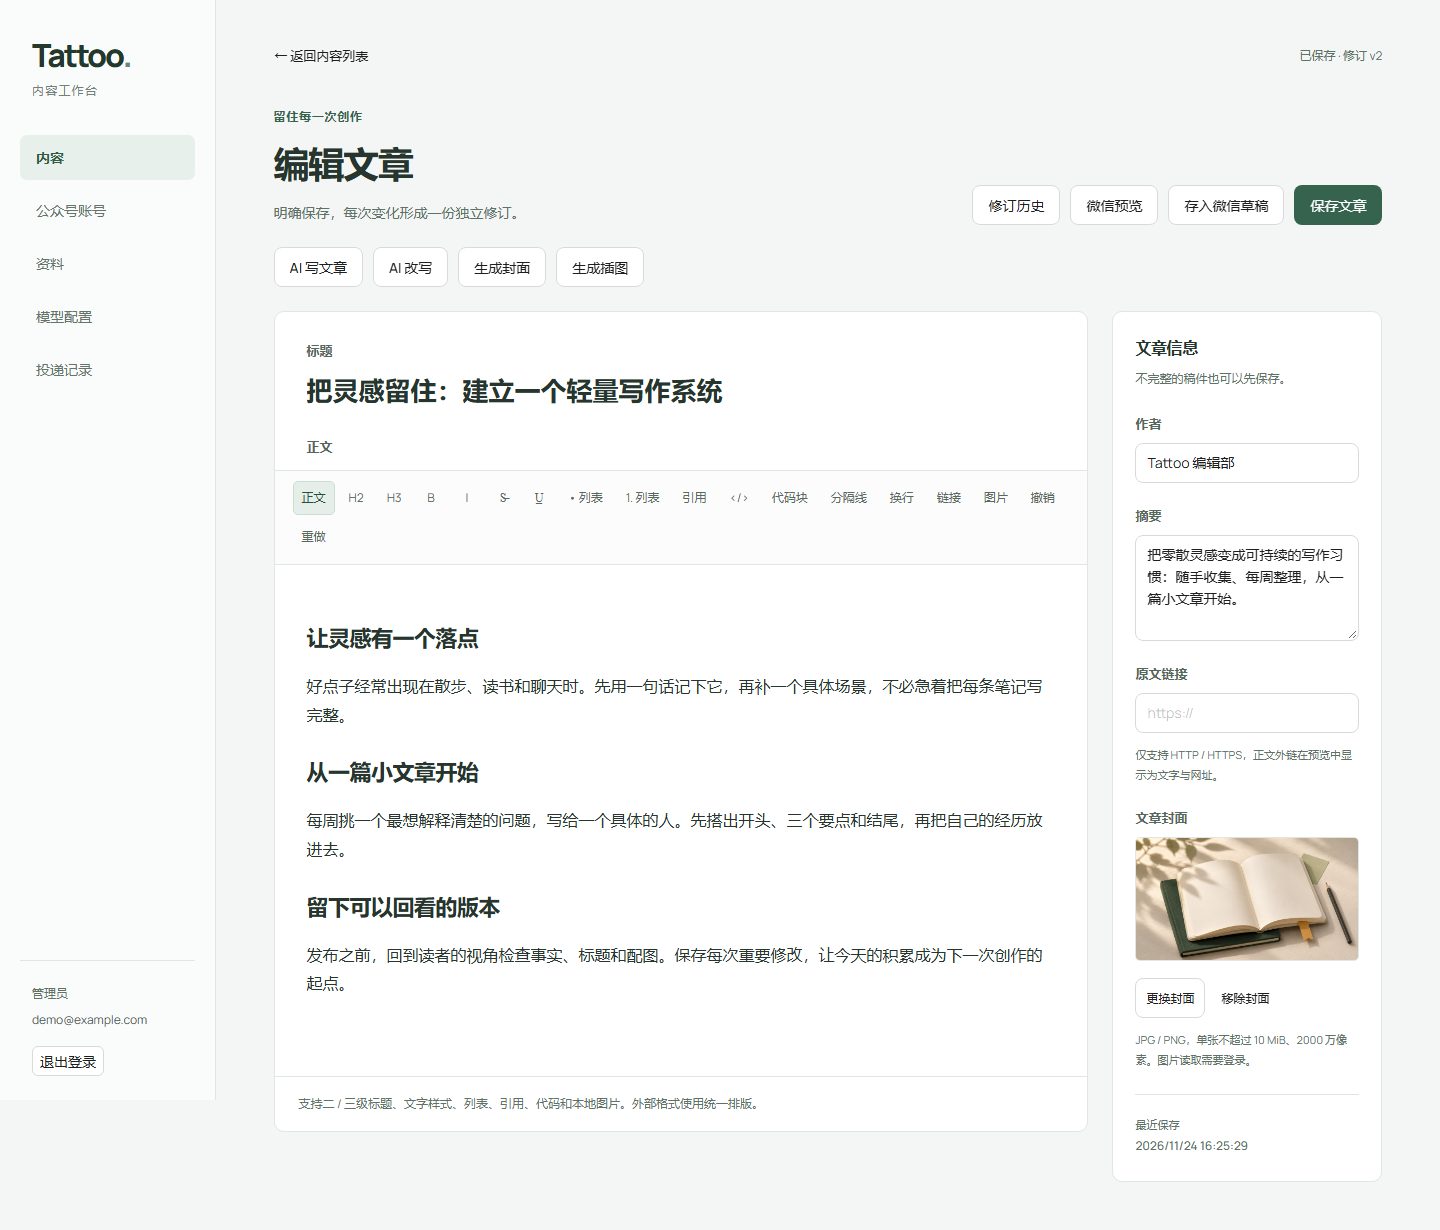 Tattoo.
内容工作台
内容
公众号账号
资料
模型配置
投递记录
管理员
demo@example.com
退出登录
← 返回内容列表
已保存 · 修订 v2
留住每一次创作
编辑文章
明确保存，每次变化形成一份独立修订。
修订历史
微信预览
存入微信草稿
保存文章
AI 写文章
AI 改写
生成封面
生成插图
标题
把灵感留住：建立一个轻量写作系统
正文
正文 H2 H3 B I S U • 列表 1. 列表 引用 </> 代码块 分隔线 换行 链接 图片 撤销
重做
让灵感有一个落点
好点子经常出现在散步、读书和聊天时。先用一句话记下它，再补一个具体场景，不必急着把每条笔记写
完整。
从一篇小文章开始
每周挑一个最想解释清楚的问题，写给一个具体的人。先搭出开头、三个要点和结尾，再把自己的经历放
进去。
留下可以回看的版本
发布之前，回到读者的视角检查事实、标题和配图。保存每次重要修改，让今天的积累成为下一次创作的
起点。
支持二 / 三级标题、文字样式、列表、引用、代码和本地图片。外部格式使用统一排版。
文章信息
不完整的稿件也可以先保存。
作者
Tattoo 编辑部
摘要
把零散灵感变成可持续的写作习
惯：随手收集、每周整理，从一
篇小文章开始。
原文链接
https://
仅支持 HTTP / HTTPS，正文外链在预览中显
示为文字与网址。
文章封面
更换封面
移除封面
JPG / PNG，单张不超过 10 MiB、2000 万像
素。图片读取需要登录。
最近保存
2026/11/24 16:25:29